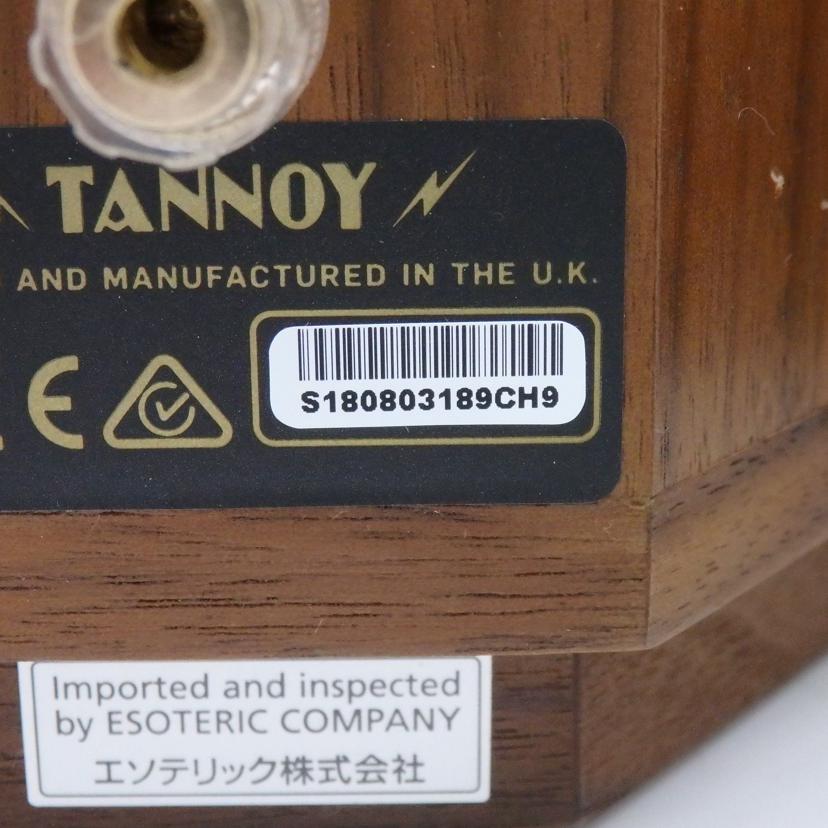 TANNOY
AND MANUFACTURED IN THE U.K.
CE
S180803189CH9
Imported and inspected
by ESOTERIC COMPANY
エソテリック株式会社